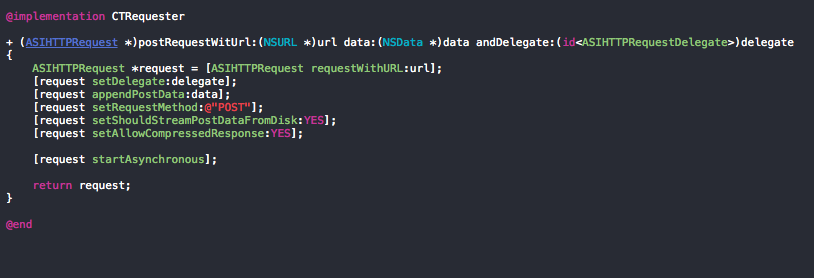 @implementation CTRequester
+ (ASIHTTPRequest *)postRequestWitUrl:(NSURL *)url data:(NSData *)data andDelegate:(id<ASIHTTPRequestDelegate>)delegate
{
    ASIHTTPRequest *request = [ASIHTTPRequest requestWithURL:url];
    [request setDelegate:delegate];
    [request appendPostData:data];
    [request setRequestMethod:@"POST"];
    [request setShouldStreamPostDataFromDisk:YES];
    [request setAllowCompressedResponse:YES];
    [request startAsynchronous];
    return request;
}
@end